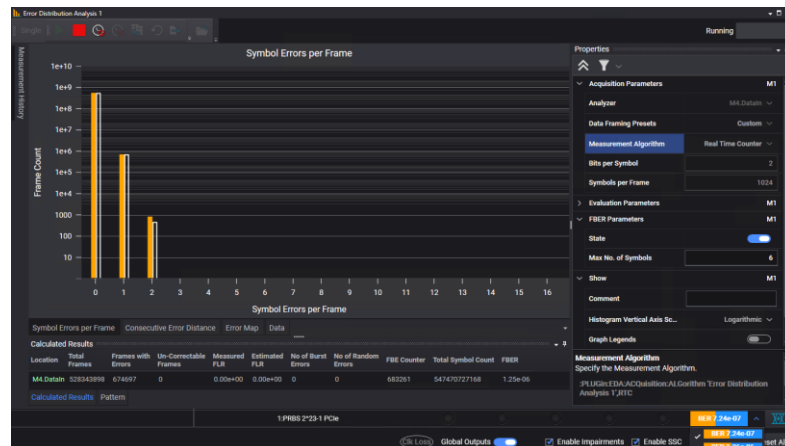 Error Distribution Analysis 1
Single
Running
Measurement History
Symbol Errors per Frame
Frame Count
1e+10
1e+9
1e+8
1e+7
1e+6
1e+5
1e+4
1000
100
10
0 1 2 3 4 5 6 7 8 9 10 11 12 13 14 15 16
Symbol Errors per Frame
Symbol Errors per Frame Consecutive Error Distance Error Map Data
Calculated Results
Location Total Frames Frames with Errors Un-Correctable Frames Measured FLR Estimated FLR No of Burst Errors No of Random Errors FBE Counter Total Symbol Count FBER
M4.DataIn 528343898 674697 0 0.00e+00 0.00e+00 0 0 683261 547470727168 1.25e-06
Calculated Results Pattern
Properties
Acquisition Parameters M1
Analyzer M4.DataIn
Data Framing Presets Custom
Measurement Algorithm Real Time Counter
Bits per Symbol 2
Symbols per Frame 1024
Evaluation Parameters M1
FBER Parameters M1
State
Max No. of Symbols 6
Show M1
Comment
Histogram Vertical Axis Sc... Logarithmic
Graph Legends
Measurement Algorithm
Specify the Measurement Algorithm.
:PLUGin:EDA:ACQuisition:ALGorithm 'Error Distribution
Analysis 1',RTC
1:PRBS 2^23-1 PCIe
BER 7.24e-07
Clk Loss Global Outputs Enable Impairments Enable SSC
BER 7.24e-07